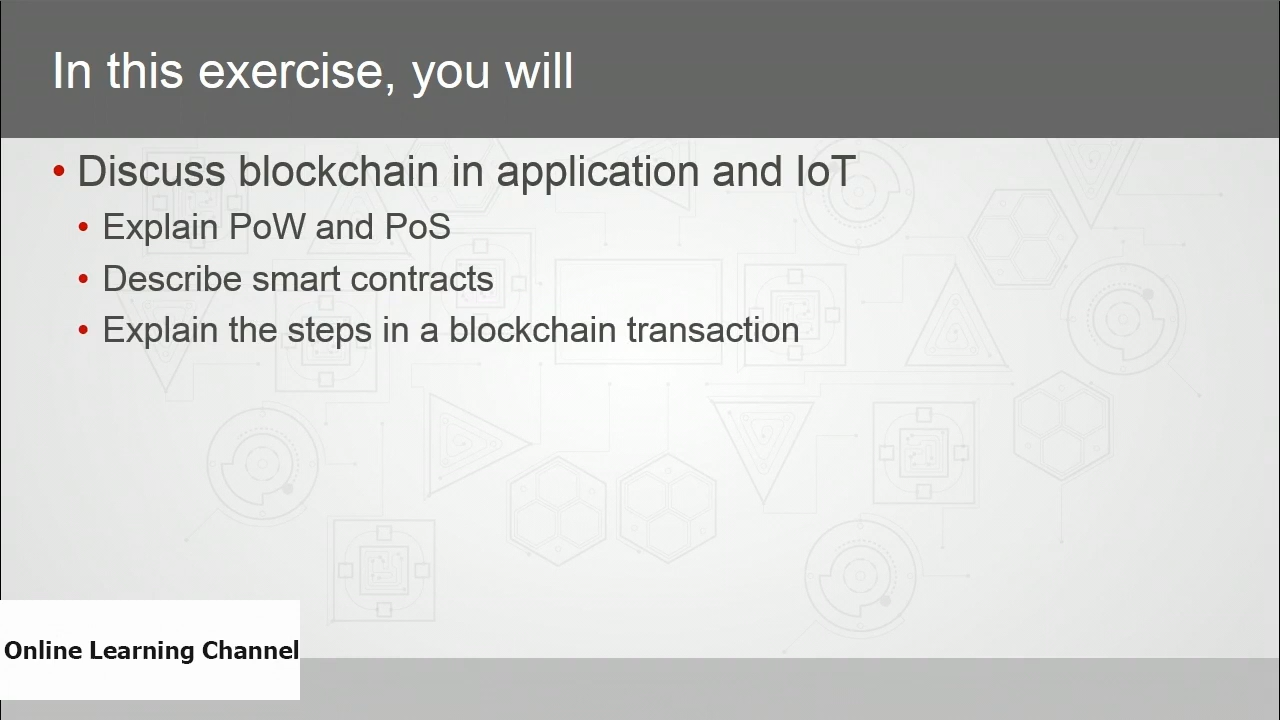 In this exercise, you will
• Discuss blockchain in application and IoT
• Explain PoW and PoS
• Describe smart contracts
• Explain the steps in a blockchain transaction
Online Learning Channel